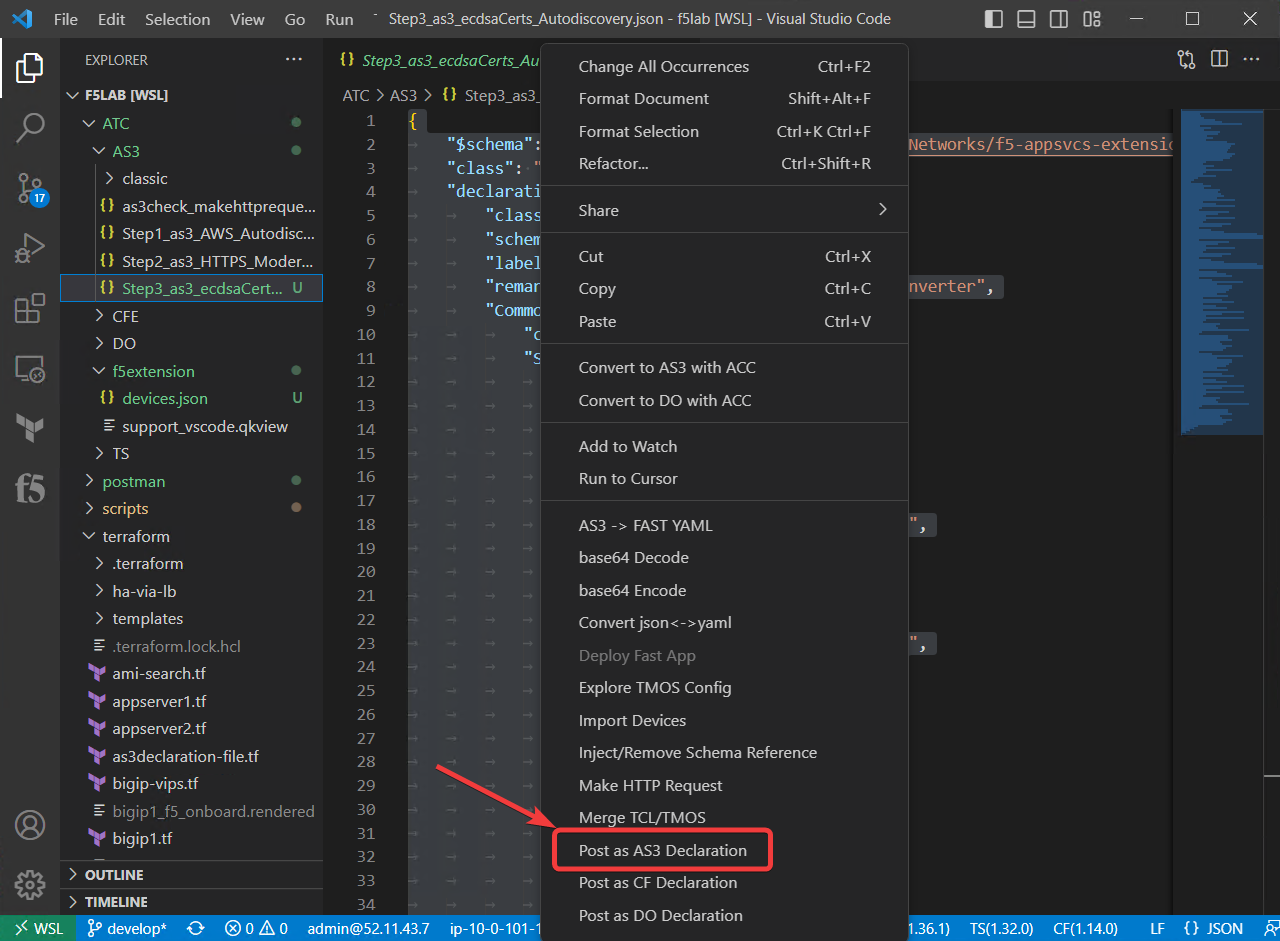 File Edit Selection View Go Run Step3_as3_ecdsaCerts_Autodiscovery.json - f5lab [WSL] - Visual Studio Code
EXPLORER
F5LAB [WSL]
ATC
AS3
classic
as3check_makehttpreque...
Step1_as3_AWS_Autodisc...
Step2_as3_HTTPS_Moder...
Step3_as3_ecdsaCert... U
CFE
DO
f5extension
devices.json U
support_vscode.qkview
TS
postman
scripts
terraform
.terraform
ha-via-lb
templates
.terraform.lock.hcl
ami-search.tf
appserver1.tf
appserver2.tf
as3declaration-file.tf
bigip-vips.tf
bigip1_f5_onboard.rendered
bigip1.tf
OUTLINE
TIMELINE
17
f5
{} Step3_as3_ecdsaCerts_Au
ATC > AS3 > {} Step3_as3_
1 {
2 "$schema": Networks/f5-appsvcs-extensic
3 "class": "
4 "declarati
5 "class
6 "schem
7 "label
8 "remar nverter",
9 "Commo
10 "c
11 "S
12
13
14
15
16
17
18 ",
19
20
21
22
23 ",
24
25
26
27
28
29
30
31
32
33
34
Change All Occurrences Ctrl+F2
Format Document Shift+Alt+F
Format Selection Ctrl+K Ctrl+F
Refactor... Ctrl+Shift+R
Share
Cut Ctrl+X
Copy Ctrl+C
Paste Ctrl+V
Convert to AS3 with ACC
Convert to DO with ACC
Add to Watch
Run to Cursor
AS3 -> FAST YAML
base64 Decode
base64 Encode
Convert json<->yaml
Deploy Fast App
Explore TMOS Config
Import Devices
Inject/Remove Schema Reference
Make HTTP Request
Merge TCL/TMOS
Post as AS3 Declaration
Post as CF Declaration
Post as DO Declaration
WSL develop* 0 0 admin@52.11.43.7 ip-10-0-101-1 1.36.1) TS(1.32.0) CF(1.14.0) LF {} JSON